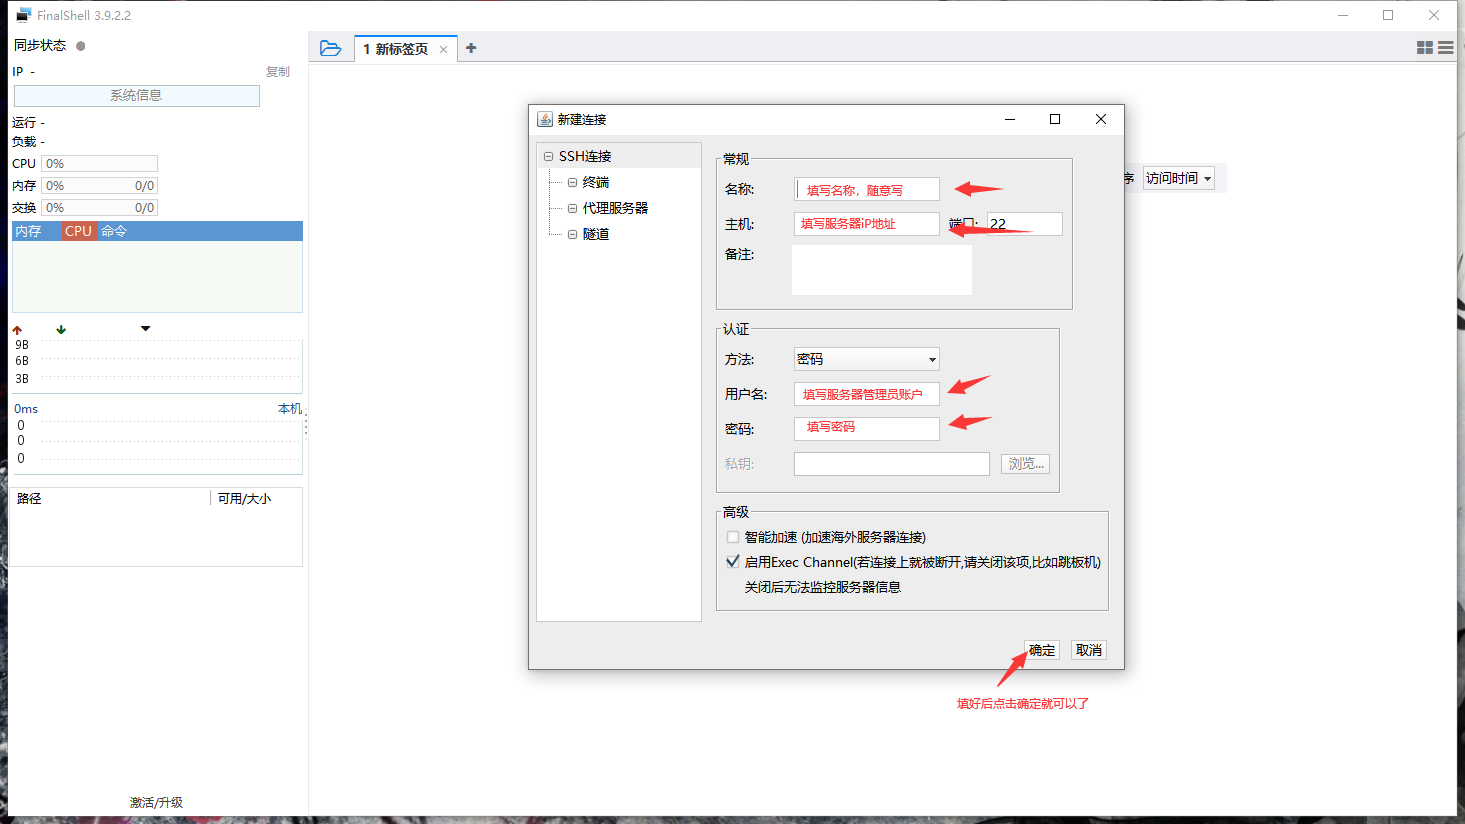 FinalShell 3.9.2.2
同步状态
IP -
复制
系统信息
运行 -
负载 -
CPU 0%
内存 0% 0/0
交换 0% 0/0
内存 CPU 命令
9B
6B
3B
0ms 本机
0
0
0
路径 可用/大小
激活/升级
1 新标签页
序 访问时间
新建连接
SSH连接
终端
代理服务器
隧道
常规
名称: 填写名称，随意写
主机: 填写服务器iP地址 端口: 22
备注:
认证
方法: 密码
用户名: 填写服务器管理员账户
密码: 填写密码
私钥: 浏览...
高级
智能加速 (加速海外服务器连接)
启用Exec Channel(若连接上就被断开,请关闭该项,比如跳板机)
关闭后无法监控服务器信息
确定 取消
填好后点击确定就可以了